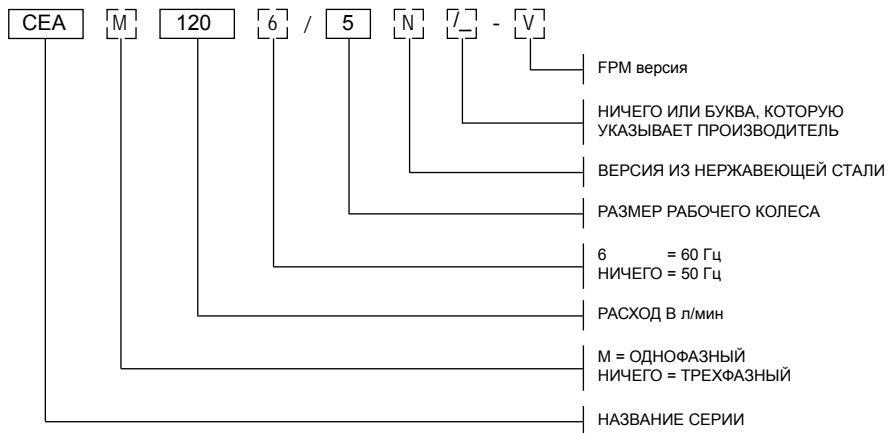 CEA M 120 6 / 5 N /_ - V
FPM версия
НИЧЕГО ИЛИ БУКВА, КОТОРУЮ
УКАЗЫВАЕТ ПРОИЗВОДИТЕЛЬ
ВЕРСИЯ ИЗ НЕРЖАВЕЮЩЕЙ СТАЛИ
РАЗМЕР РАБОЧЕГО КОЛЕСА
6 = 60 Гц
НИЧЕГО = 50 Гц
РАСХОД В л/мин
М = ОДНОФАЗНЫЙ
НИЧЕГО = ТРЕХФАЗНЫЙ
НАЗВАНИЕ СЕРИИ